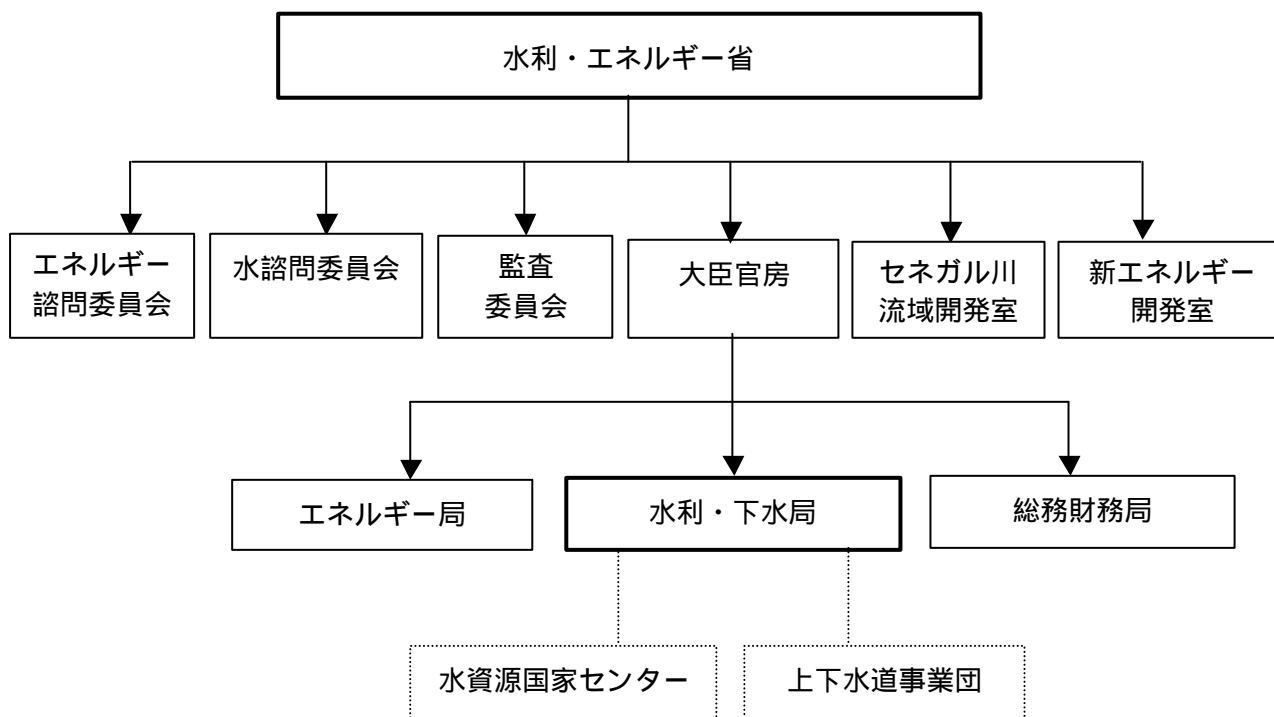 水利・エネルギー省
エネルギー
諮問委員会
水諮問委員会
監査
委員会
大臣官房
セネガル川
流域開発室
新エネルギー
開発室
エネルギー局
水利・下水局
総務財務局
水資源国家センター
上下水道事業団